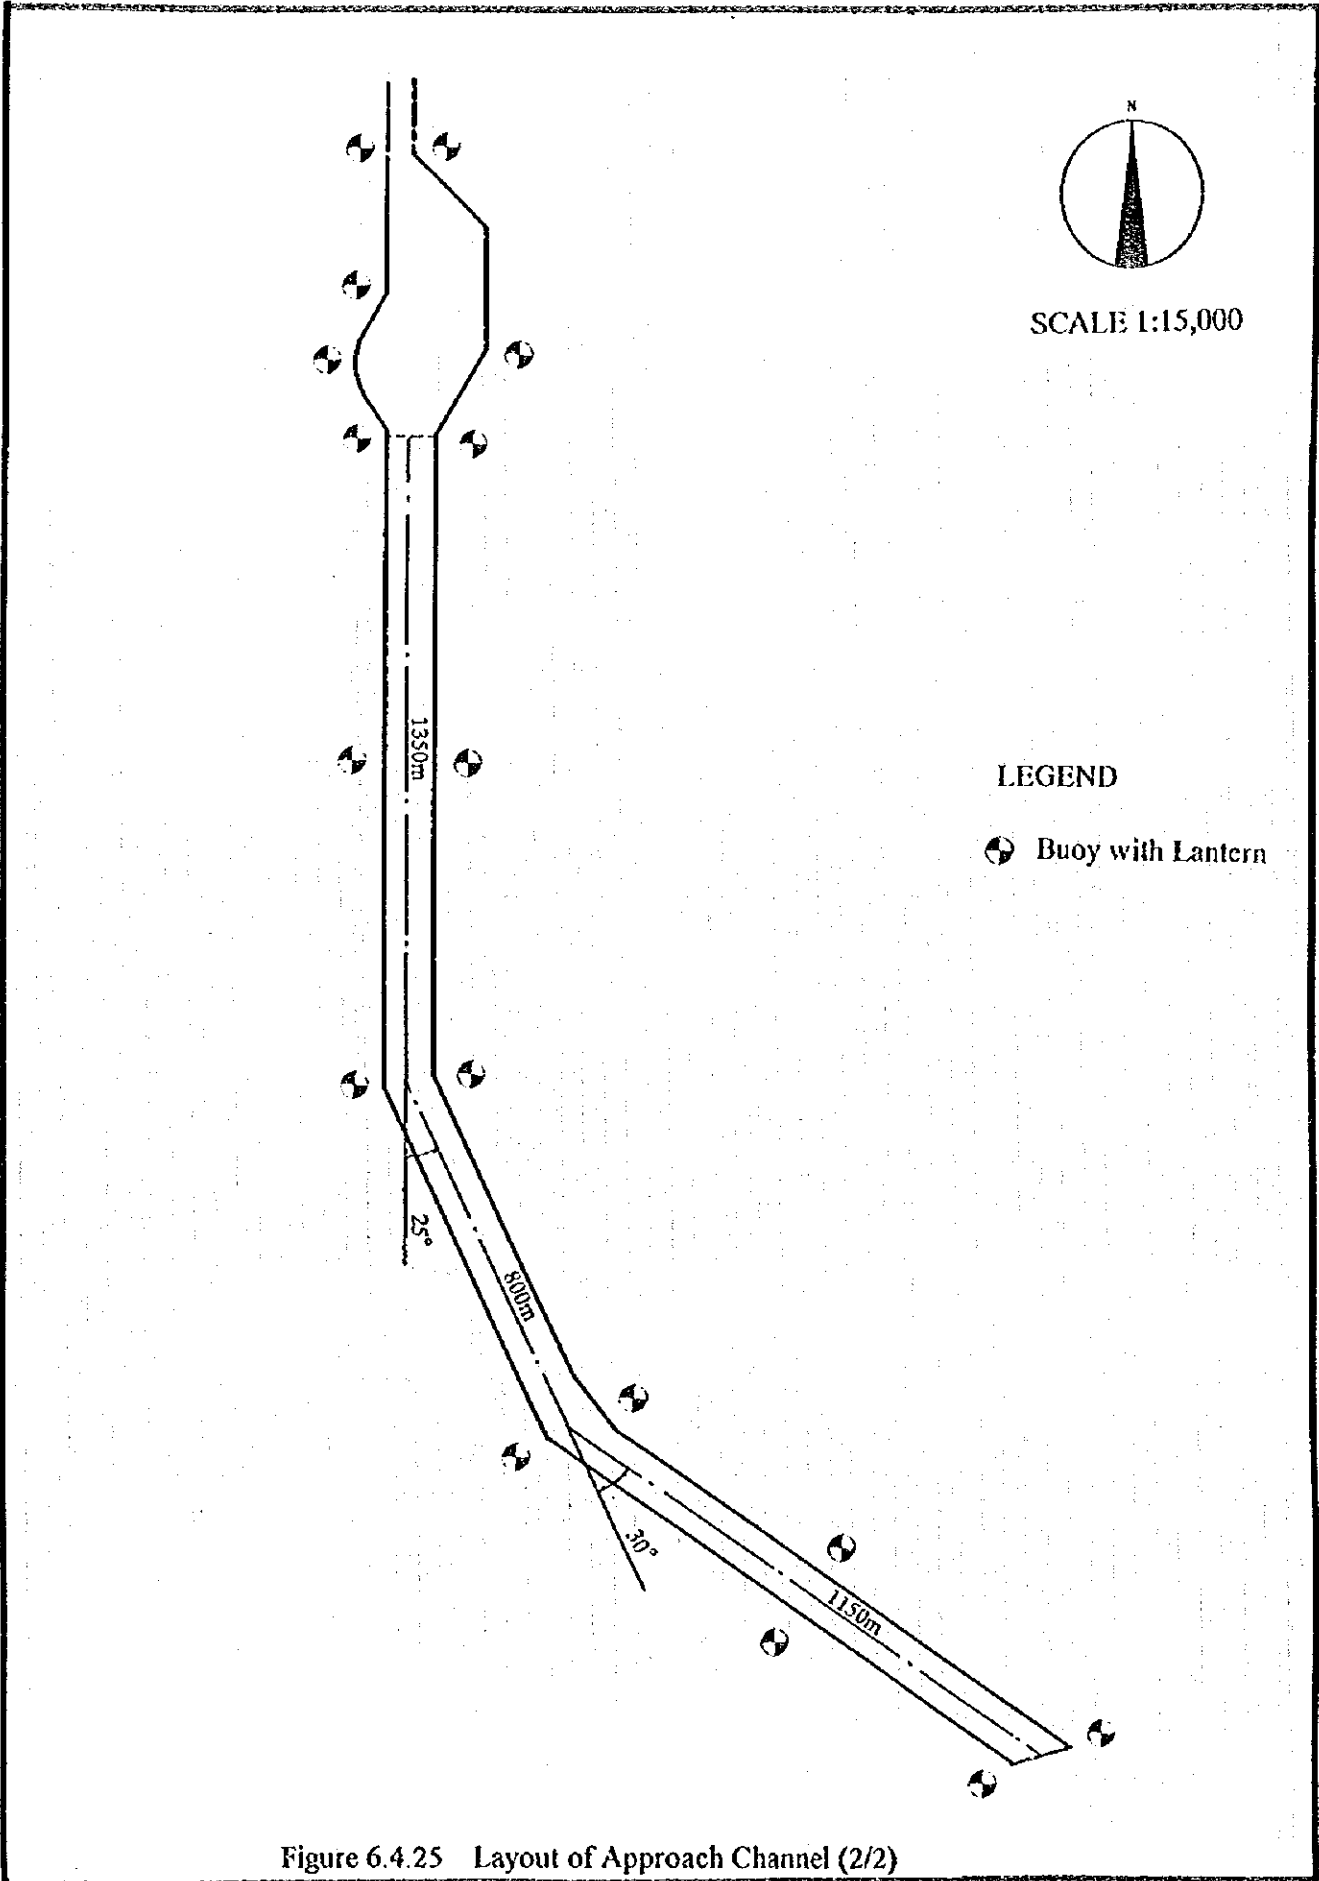 N
SCALE 1:15,000
1350m
LEGEND
Buoy with Lantern
25°
800m
30°
1150m
Figure 6.4.25 Layout of Approach Channel (2/2)